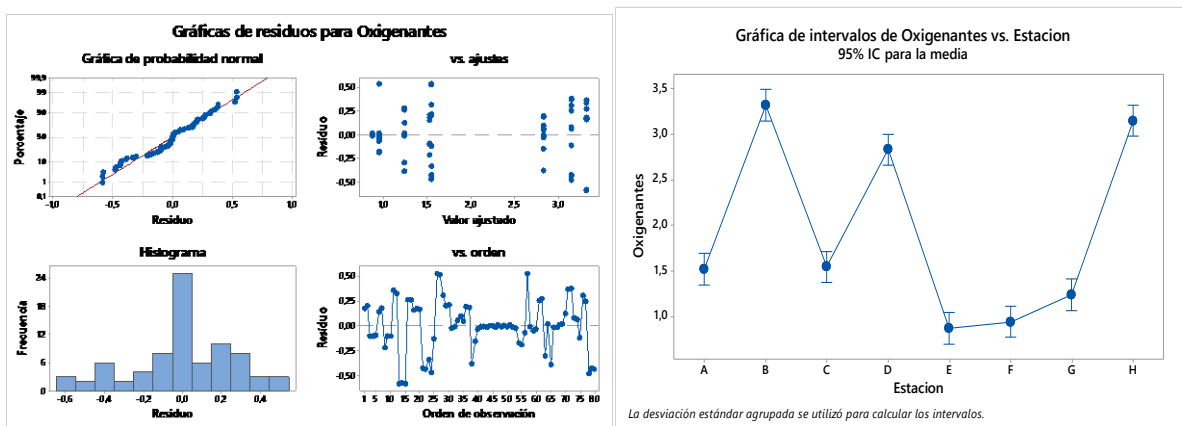 Gráficas de residuos para Oxigenantes
Gráfica de probabilidad normal
99,9
99
90
50
10
1
0,1
Porcentaje
-1,0 -0,5 0,0 0,5 1,0
Residuo
vs. ajustes
0,50
0,25
0,00
-0,25
-0,50
Residuo
1,0 1,5 2,0 2,5 3,0
Valor ajustado
Histograma
24
18
12
6
0
Frecuencia
-0,6 -0,4 -0,2 0,0 0,2 0,4
Residuo
vs. orden
0,50
0,25
0,00
-0,25
-0,50
Residuo
1 5 10 15 20 25 30 35 40 45 50 55 60 65 70 75 80
Orden de observación
Gráfica de intervalos de Oxigenantes vs. Estacion
95% IC para la media
3,5
3,0
2,5
2,0
1,5
1,0
Oxigenantes
A B C D E F G H
Estacion
La desviación estándar agrupada se utilizó para calcular los intervalos.